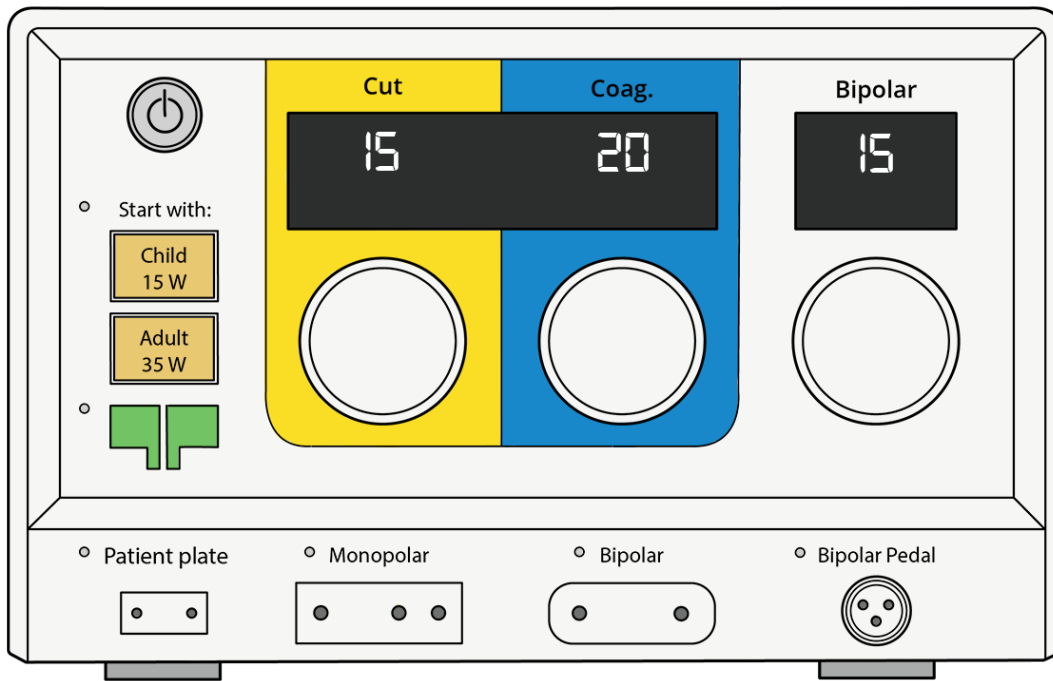 Cut
Coag.
Bipolar
15
20
15
Start with:
Child
15 W
Adult
35 W
Patient plate
Monopolar
Bipolar
Bipolar Pedal